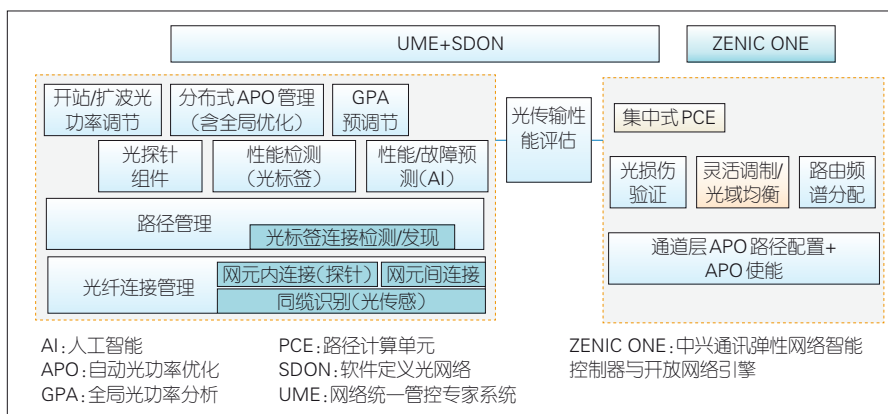 UME+SDON
ZENIC ONE
开站/扩波光
功率调节
分布式APO管理
(含全局优化)
GPA
预调节
光探针
组件
性能检测
(光标签)
性能/故障预
测(AI)
路径管理
光标签连接检测/发现
光纤连接管理
网元内连接(探针)
网元间连接
同缆识别(光传感)
光传输性
能评估
集中式PCE
光损伤
验证
灵活调制/
光域均衡
路由频
谱分配
通道层APO路径配置+
APO使能
AI:人工智能
APO:自动光功率优化
GPA:全局光功率分析
PCE:路径计算单元
SDON:软件定义光网络
UME:网络统一管控专家系统
ZENIC ONE:中兴通讯弹性网络智能
控制器与开放网络引擎